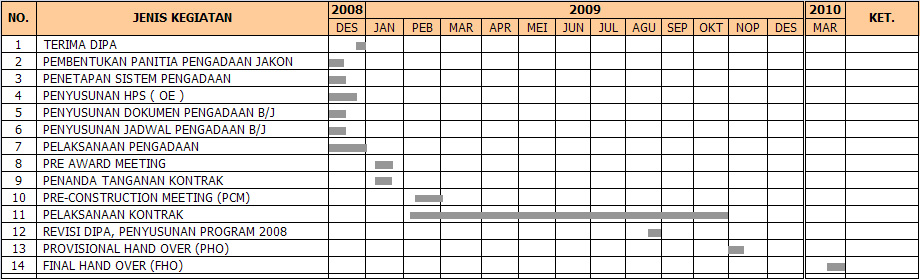 NO. JENIS KEGIATAN 2008 2009 2010 KET.
DES JAN PEB MAR APR MEI JUN JUL AGU SEP OKT NOP DES MAR
1 TERIMA DIPA
2 PEMBENTUKAN PANITIA PENGADAAN JAKON
3 PENETAPAN SISTEM PENGADAAN
4 PENYUSUNAN HPS ( OE )
5 PENYUSUNAN DOKUMEN PENGADAAN B/J
6 PENYUSUNAN JADWAL PENGADAAN B/J
7 PELAKSANAAN PENGADAAN
8 PRE AWARD MEETING
9 PENANDA TANGANAN KONTRAK
10 PRE-CONSTRUCTION MEETING (PCM)
11 PELAKSANAAN KONTRAK
12 REVISI DIPA, PENYUSUNAN PROGRAM 2008
13 PROVISIONAL HAND OVER (PHO)
14 FINAL HAND OVER (FHO)